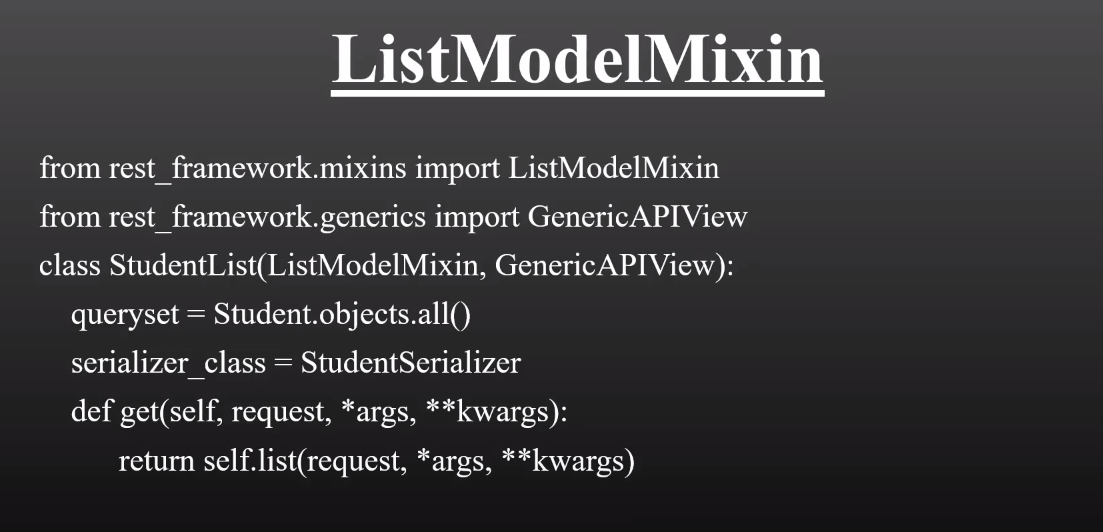 ListModelMixin
from rest_framework.mixins import ListModelMixin
from rest_framework.generics import GenericAPIView
class StudentList(ListModelMixin, GenericAPIView):
queryset = Student.objects.all()
serializer_class = StudentSerializer
def get(self, request, *args, **kwargs):
return self.list(request, *args, **kwargs)